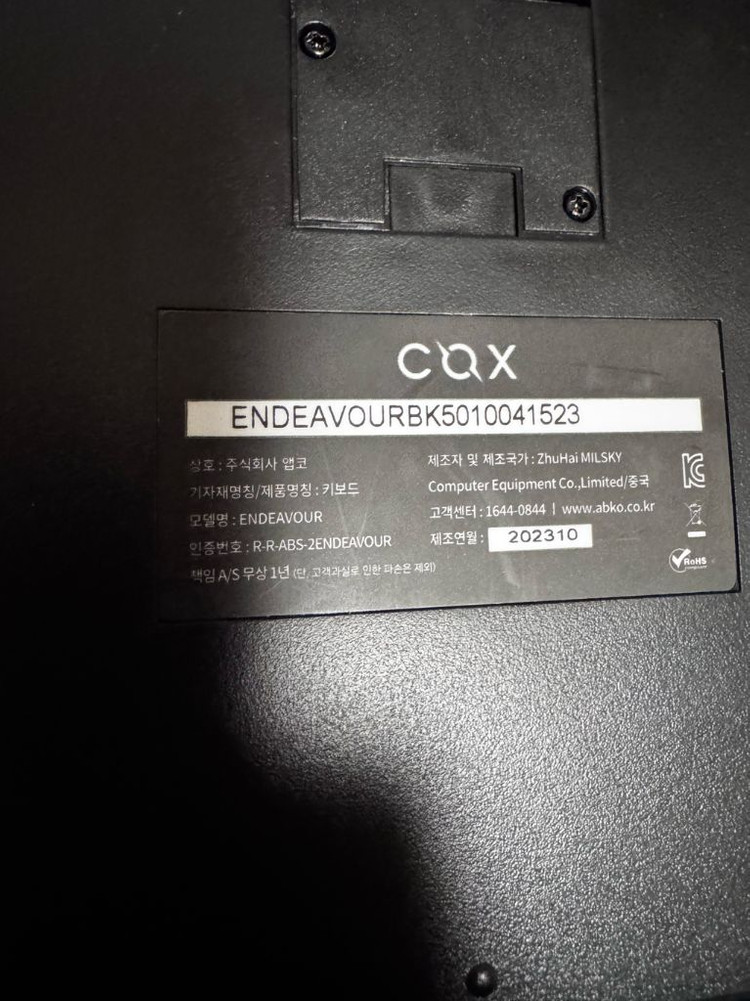 COX
ENDEAVOURBK5010041523
상호 : 주식회사 앱코
기자재명칭/제품명칭 : 키보드
모델명 : ENDEAVOUR
인증번호 : R-R-ABS-2ENDEAVOUR
책임 A/S 무상 1년 (단, 고객과실로 인한 파손은 제외)
제조자 및 제조국가 : ZhuHai MILSKY
Computer Equipment Co.,Limited/중국
고객센터 : 1644-0844 | www.abko.co.kr
제조연월 : 202310
RoHS